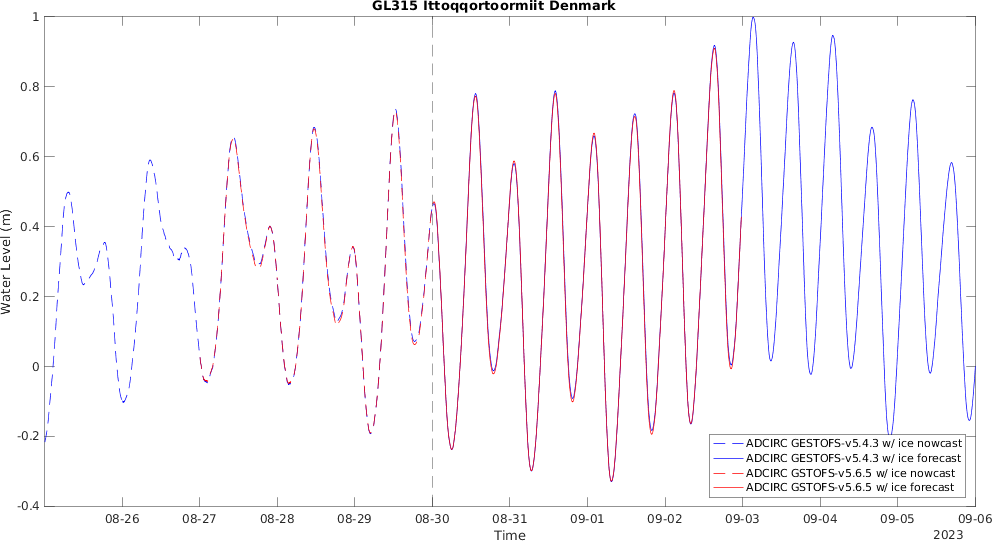 GL315 Ittoqqortoormiit Denmark
1
0.8
0.6
0.4
0.2
0
-0.2
-0.4
Water Level (m)
ADCIRC GESTOFS-v5.4.3 w/ ice nowcast
ADCIRC GESTOFS-v5.4.3 w/ ice forecast
ADCIRC GSTOFS-v5.6.5 w/ ice nowcast
ADCIRC GSTOFS-v5.6.5 w/ ice forecast
08-26 08-27 08-28 08-29 08-30 08-31 09-01 09-02 09-03 09-04 09-05 09-06
Time
2023